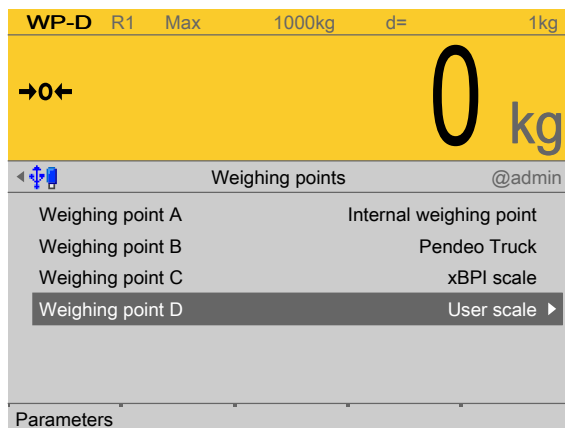 WP-D R1 Max 1000kg d= 1kg
→0← 0 kg
Weighing points @admin
Weighing point A Internal weighing point
Weighing point B Pendeo Truck
Weighing point C xBPI scale
Weighing point D User scale
Parameters